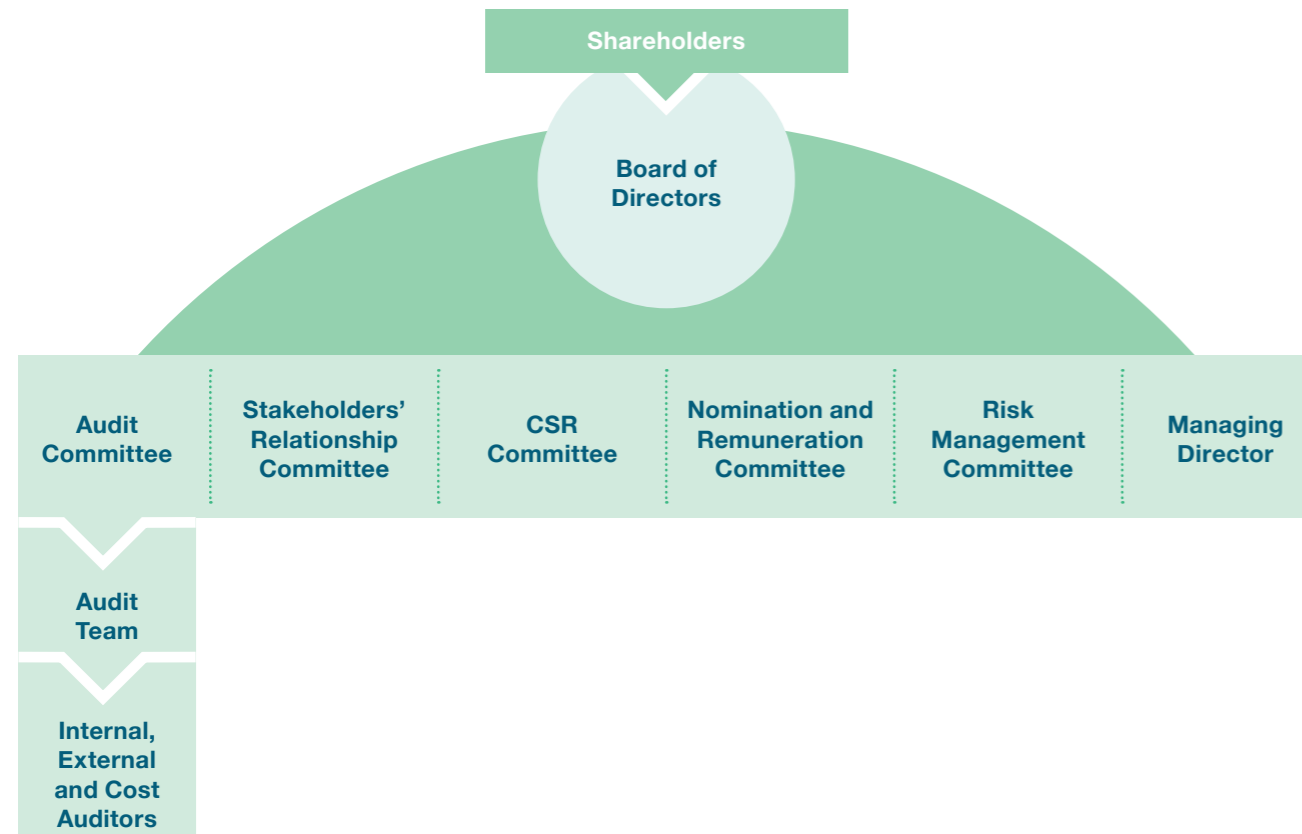 Shareholders
Board of
Directors
Audit
Committee
Stakeholders’
Relationship
Committee
CSR
Committee
Nomination and
Remuneration
Committee
Risk
Management
Committee
Managing
Director
Audit
Team
Internal,
External
and Cost
Auditors